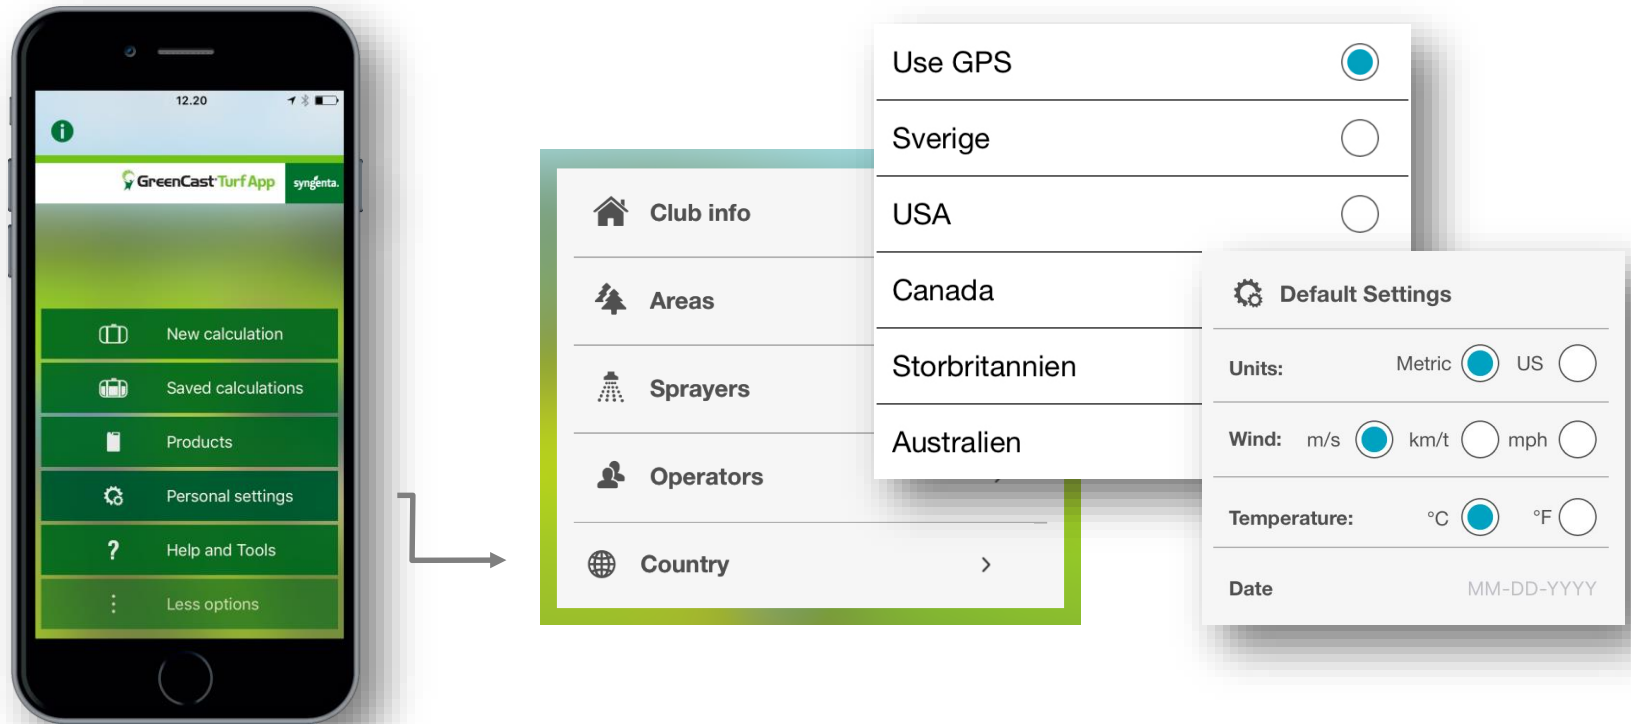 12.20
GreenCast Turf App
syngenta.
New calculation
Saved calculations
Products
Personal settings
? Help and Tools
Less options
Club info
Areas
Sprayers
Operators
Country
Use GPS
Sverige
USA
Canada
Storbritannien
Australien
Default Settings
Units: Metric US
Wind: m/s km/t mph
Temperature: °C °F
Date MM-DD-YYYY